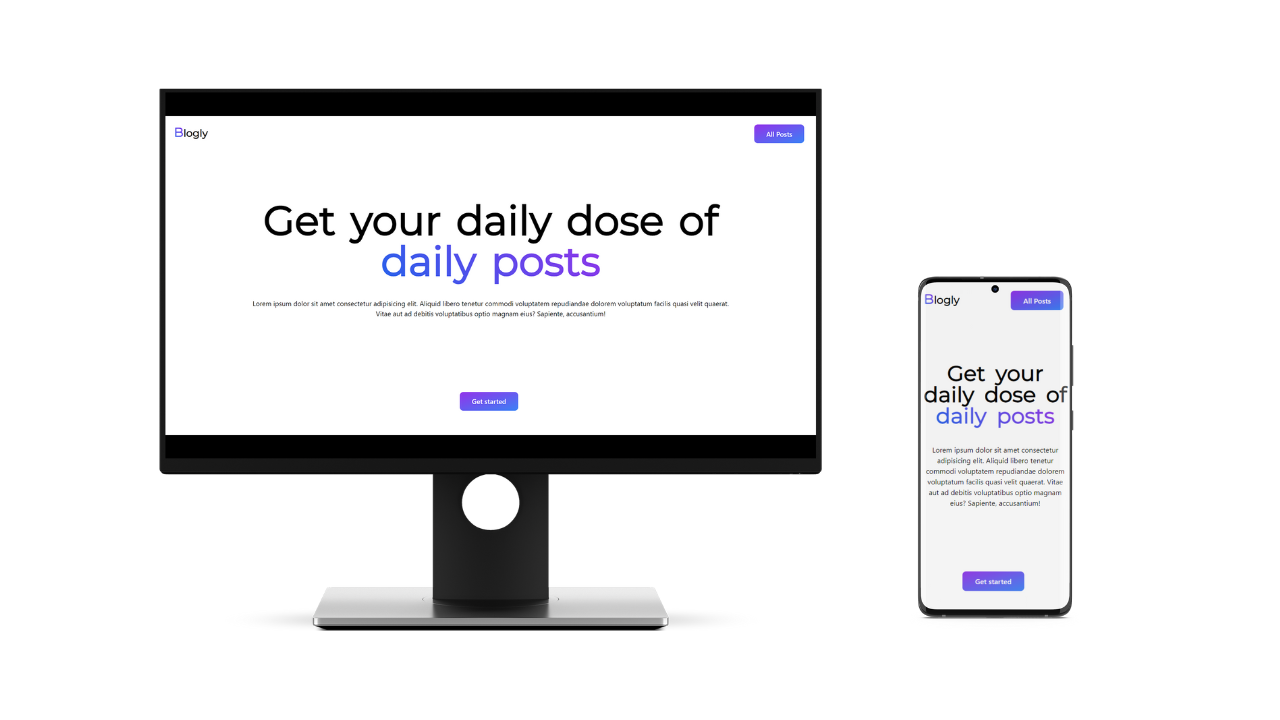 Blogly
All Posts
Get your daily dose of
daily posts
Lorem ipsum dolor sit amet consectetur adipisicing elit. Aliquid libero tenetur commodi voluptatem repudiandae dolorem voluptatum facilis quasi velit quaerat.
Vitae aut ad debitis voluptatibus optio magnam eius? Sapiente, accusantium!
Get started
Blogly
All Posts
Get your
daily dose of
daily posts
Lorem ipsum dolor sit amet consectetur
adipisicing elit. Aliquid libero tenetur
commodi voluptatem repudiandae dolorem
voluptatum facilis quasi velit quaerat. Vitae
aut ad debitis voluptatibus optio magnam
eius? Sapiente, accusantium!
Get started